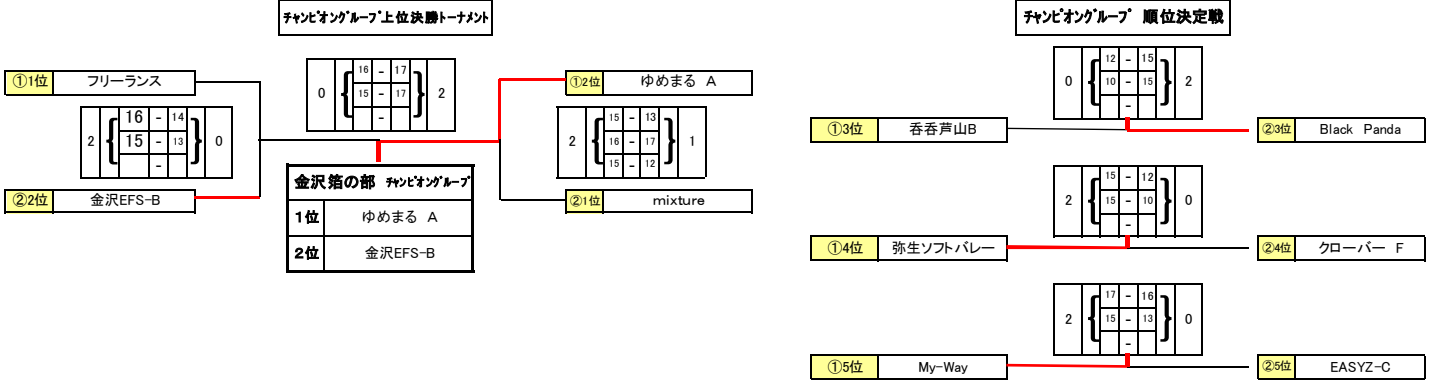 チャンピオングループ上位決勝トーナメント
①1位 フリーランス
0 { 16 - 17 } 2
15 - 17
-
①2位 ゆめまる A
2 { 16 - 14 } 0
15 - 13
-
2 { 15 - 13 } 1
16 - 17
15 - 12
②2位 金沢EFS-B
②1位 mixture
金沢箔の部 チャンピオングループ
1位 ゆめまる A
2位 金沢EFS-B
チャンピオングループ 順位決定戦
0 { 12 - 15 } 2
10 - 15
-
①3位 呑呑芦山B
②3位 Black Panda
2 { 15 - 12 } 0
15 - 10
-
①4位 弥生ソフトバレー
②4位 クローバー F
2 { 17 - 16 } 0
15 - 13
-
①5位 My-Way
②5位 EASYZ-C